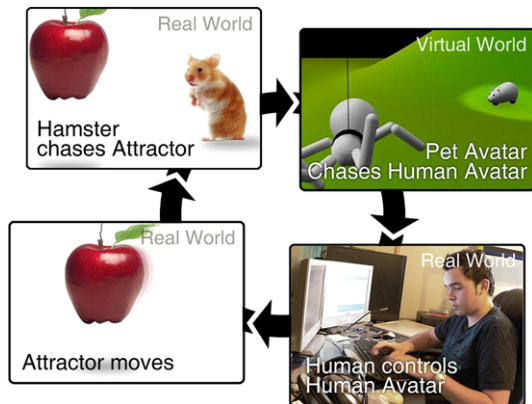 Real World
Hamster
chases Attractor
Virtual World
Pet Avatar
Chases Human Avatar
Real World
Human controls
Human Avatar
Real World
Attractor moves